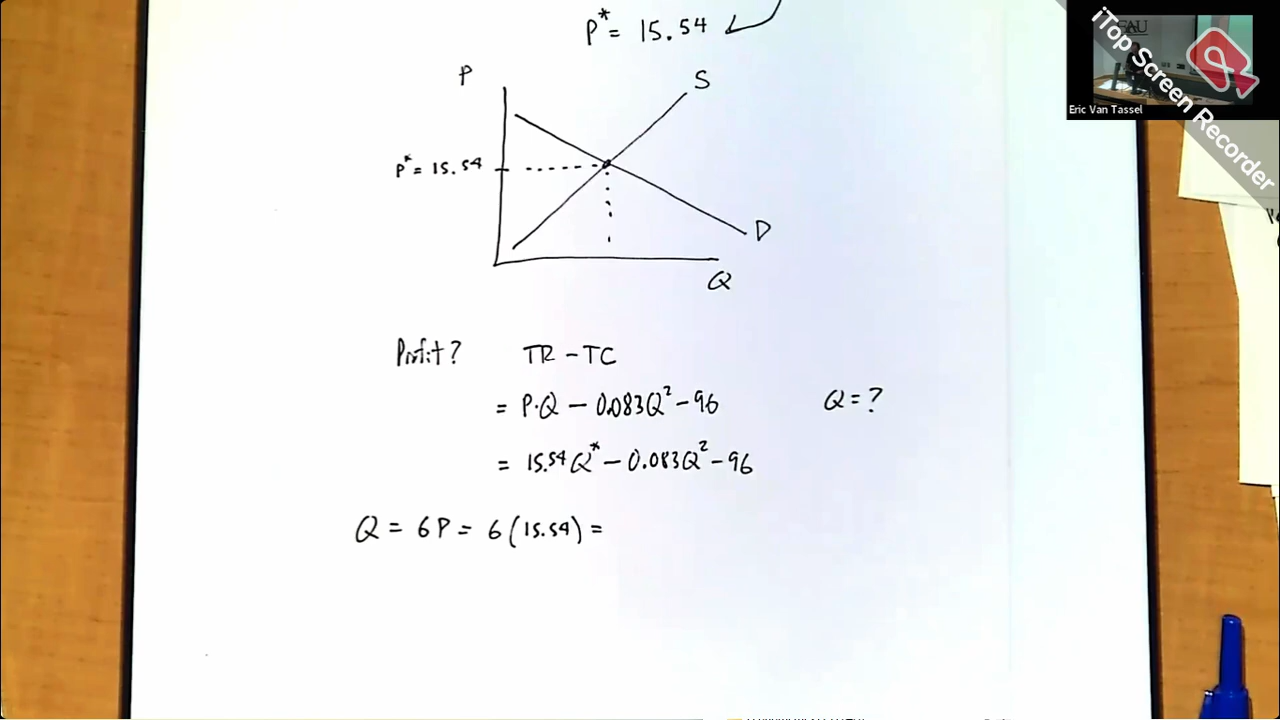 P* = 15.54
P
S
P* = 15.54
D
Q
Profit? TR - TC
= P·Q - 0.083Q² - 96 Q = ?
= 15.54Q* - 0.083Q² - 96
Q = 6P = 6(15.54) =
iTop Screen Recorder
FAU
Eric Van Tassel